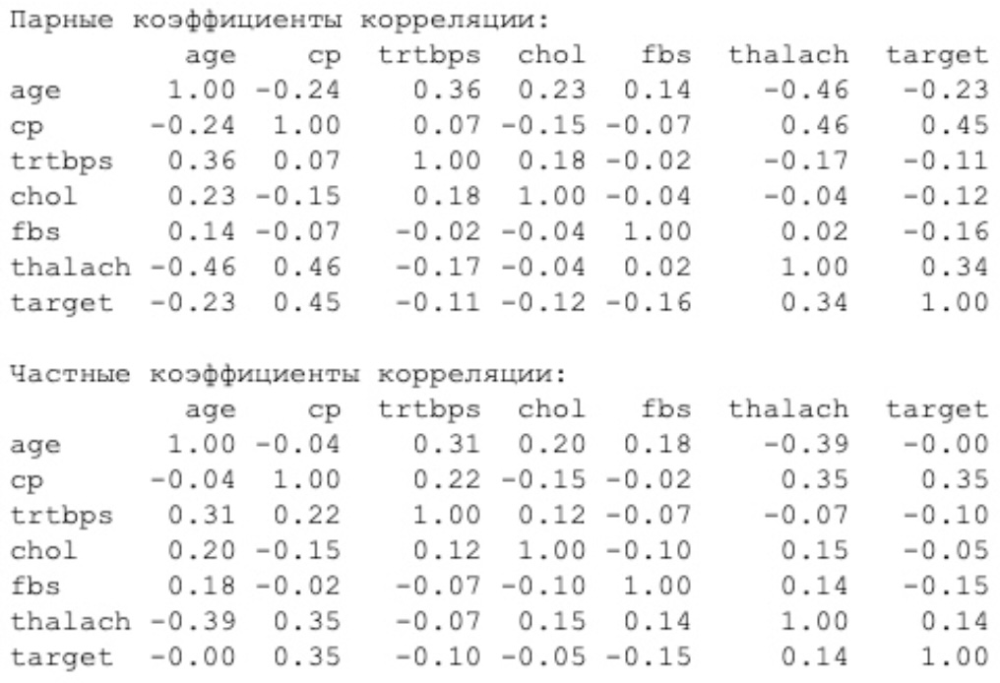 Парные коэффициенты корреляции:
age cp trtbps chol fbs thalach target
age 1.00 -0.24 0.36 0.23 0.14 -0.46 -0.23
cp -0.24 1.00 0.07 -0.15 -0.07 0.46 0.45
trtbps 0.36 0.07 1.00 0.18 -0.02 -0.17 -0.11
chol 0.23 -0.15 0.18 1.00 -0.04 -0.04 -0.12
fbs 0.14 -0.07 -0.02 -0.04 1.00 0.02 -0.16
thalach -0.46 0.46 -0.17 -0.04 0.02 1.00 0.34
target -0.23 0.45 -0.11 -0.12 -0.16 0.34 1.00
Частные коэффициенты корреляции:
age cp trtbps chol fbs thalach target
age 1.00 -0.04 0.31 0.20 0.18 -0.39 -0.00
cp -0.04 1.00 0.22 -0.15 -0.02 0.35 0.35
trtbps 0.31 0.22 1.00 0.12 -0.07 -0.07 -0.10
chol 0.20 -0.15 0.12 1.00 -0.10 0.15 -0.05
fbs 0.18 -0.02 -0.07 -0.10 1.00 0.14 -0.15
thalach -0.39 0.35 -0.07 0.15 0.14 1.00 0.14
target -0.00 0.35 -0.10 -0.05 -0.15 0.14 1.00